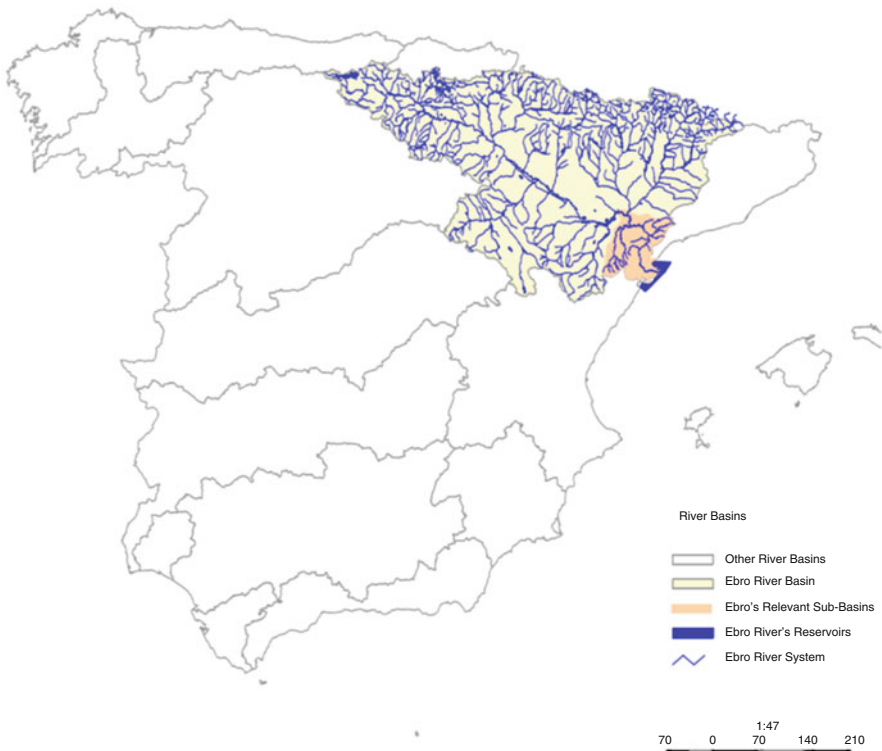 River Basins
Other River Basins
Ebro River Basin
Ebro's Relevant Sub-Basins
Ebro River's Reservoirs
Ebro River System
1:47
70 0 70 140 210